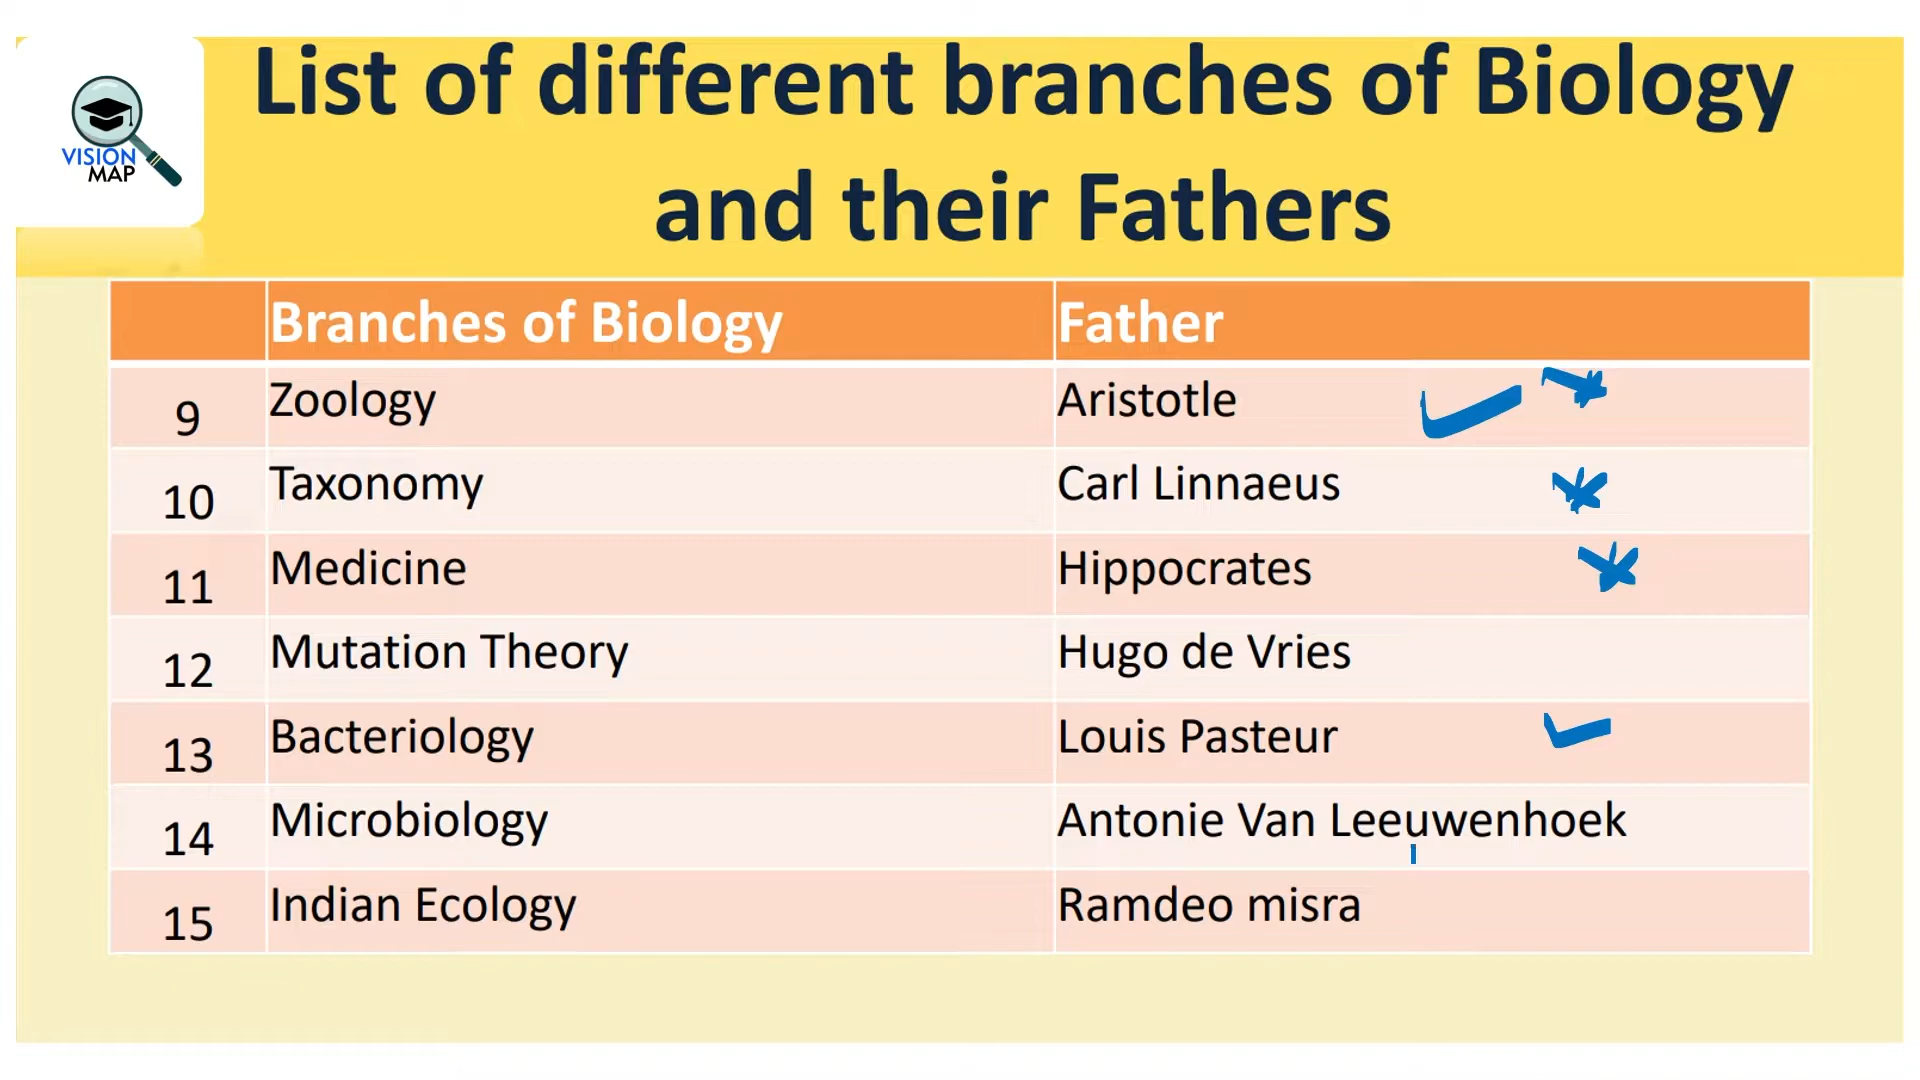 VISION
MAP
List of different branches of Biology
and their Fathers
Branches of Biology Father
9 Zoology Aristotle
10 Taxonomy Carl Linnaeus
11 Medicine Hippocrates
12 Mutation Theory Hugo de Vries
13 Bacteriology Louis Pasteur
14 Microbiology Antonie Van Leeuwenhoek
15 Indian Ecology Ramdeo misra